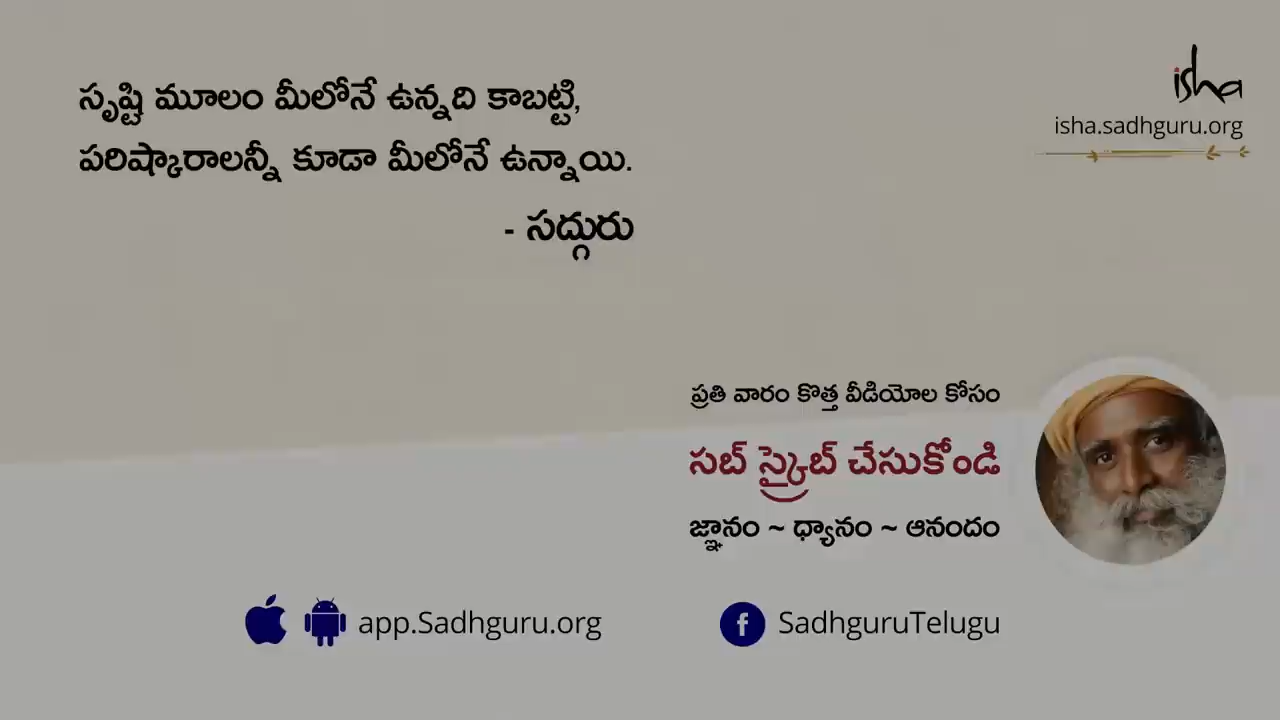 సృష్టి మూలం మీలోనే ఉన్నది కాబట్టి,
పరిష్కారాలన్నీ కూడా మీలోనే ఉన్నాయి.
- సద్గురు
isha
isha.sadhguru.org
ప్రతి వారం కొత్త వీడియోల కోసం
సబ్ స్క్రైబ్ చేసుకోండి
జ్ఞానం ~ ధ్యానం ~ ఆనందం
app.Sadhguru.org
SadhguruTelugu